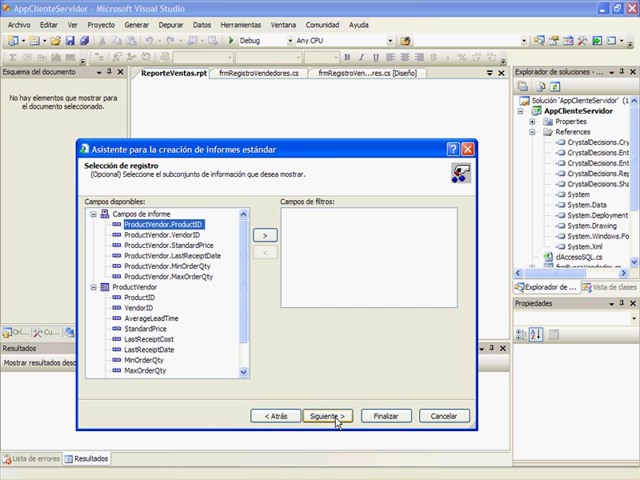 AppClienteServidor - Microsoft Visual Studio
Archivo Editar Ver Proyecto Generar Depurar Datos Herramientas Ventana Comunidad Ayuda
Debug Any CPU
Esquema del documento
No hay elementos que mostrar para
el documento seleccionado.
ReporteVentas.rpt frmRegistroVendedores.cs frmRegistroVen...res.cs [Diseño]
Explorador de soluciones -
Solución 'AppClienteServidor' (1
AppClienteServidor
Properties
References
CrystalDecisions.Cry
CrystalDecisions.Ent
CrystalDecisions.Rep
CrystalDecisions.Sha
System
System.Data
System.Deployment
System.Drawing
System.Windows.For
System.Xml
dAccesoSQL.cs
Explorador de... Vista de clases
Propiedades
Asistente para la creación de informes estándar
Selección de registro
(Opcional) Seleccione el subconjunto de información que desea mostrar.
Campos disponibles:
Campos de informe
ProductVendor.ProductID
ProductVendor.VendorID
ProductVendor.StandardPrice
ProductVendor.LastReceiptDate
ProductVendor.MinOrderQty
ProductVendor.MaxOrderQty
ProductVendor
ProductID
VendorID
AverageLeadTime
StandardPrice
LastReceiptCost
LastReceiptDate
MinOrderQty
MaxOrderQty
>
<
Campos de filtros:
< Atrás Siguiente > Finalizar Cancelar
Orí... Cu...
Resultados
Mostrar resultados desd
Lista de errores Resultados